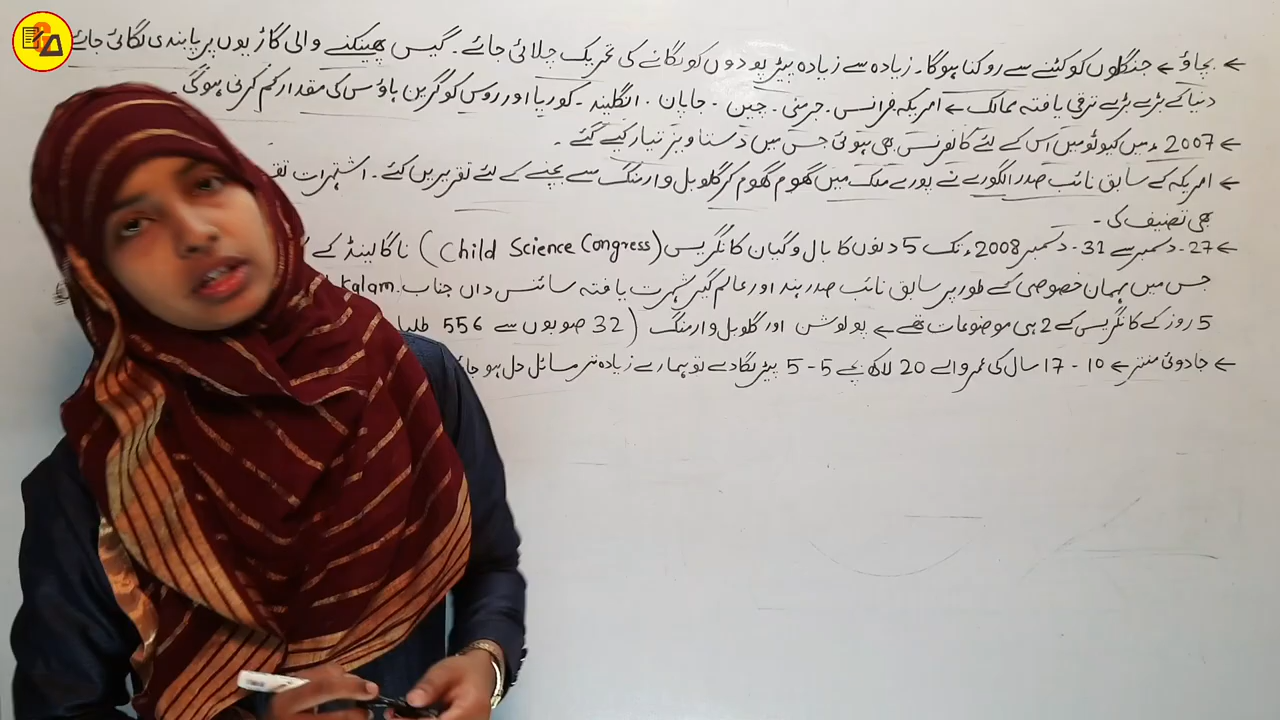 ← بچاؤ ← جنگلوں کو کٹنے سے روکنا ہوگا۔ زیادہ سے زیادہ پیڑ پودوں کو لگانے کی تحریک چلائی جائے۔ گیس پھینکنے والی گاڑیوں پر پابندی لگائی جائے
دنیا کے بڑے بڑے ترقی یافتہ ممالک ← امریکہ فرانس۔ جرمنی۔ چین۔ جاپان۔ انگلینڈ۔ کوریا اور روس کو گرین ہاؤس کی مقدار کم کرنی ہوگی۔
← 2007ء میں کیوٹو میں اس کے لئے کانفرنس بھی ہوئی جس میں دستاویز تیار کیے گئے۔
← امریکہ کے سابق نائب صدر الگورے نے پورے ملک میں گھوم گھوم کر گلوبل وارمنگ سے بچنے کے لئے تقریریں کئے۔
بھی تصنیف کی۔
← 27۔ دسمبر سے 31۔ دسمبر 2008ء تک 5 دنوں کا بال وگیان کانگریس (Child Science Congress) ناگالینڈ کے
جس میں مہمان خصوصی کے طور پر سابق نائب صدر ہند اور عالم گیر شہرت یافتہ سائنس داں جناب kalam.
5 روز کے کانگریس کے 2 ہی موضوعات تھے ← پولوشن اور گلوبل وارمنگ (32 صوبوں سے 556
← جادوئی منتر ← 10 - 17 سال کی عمر والے 20 لاکھ بچے 5 - 5 پیڑ لگادے تو ہمارے زیادہ تر مسائل حل ہو